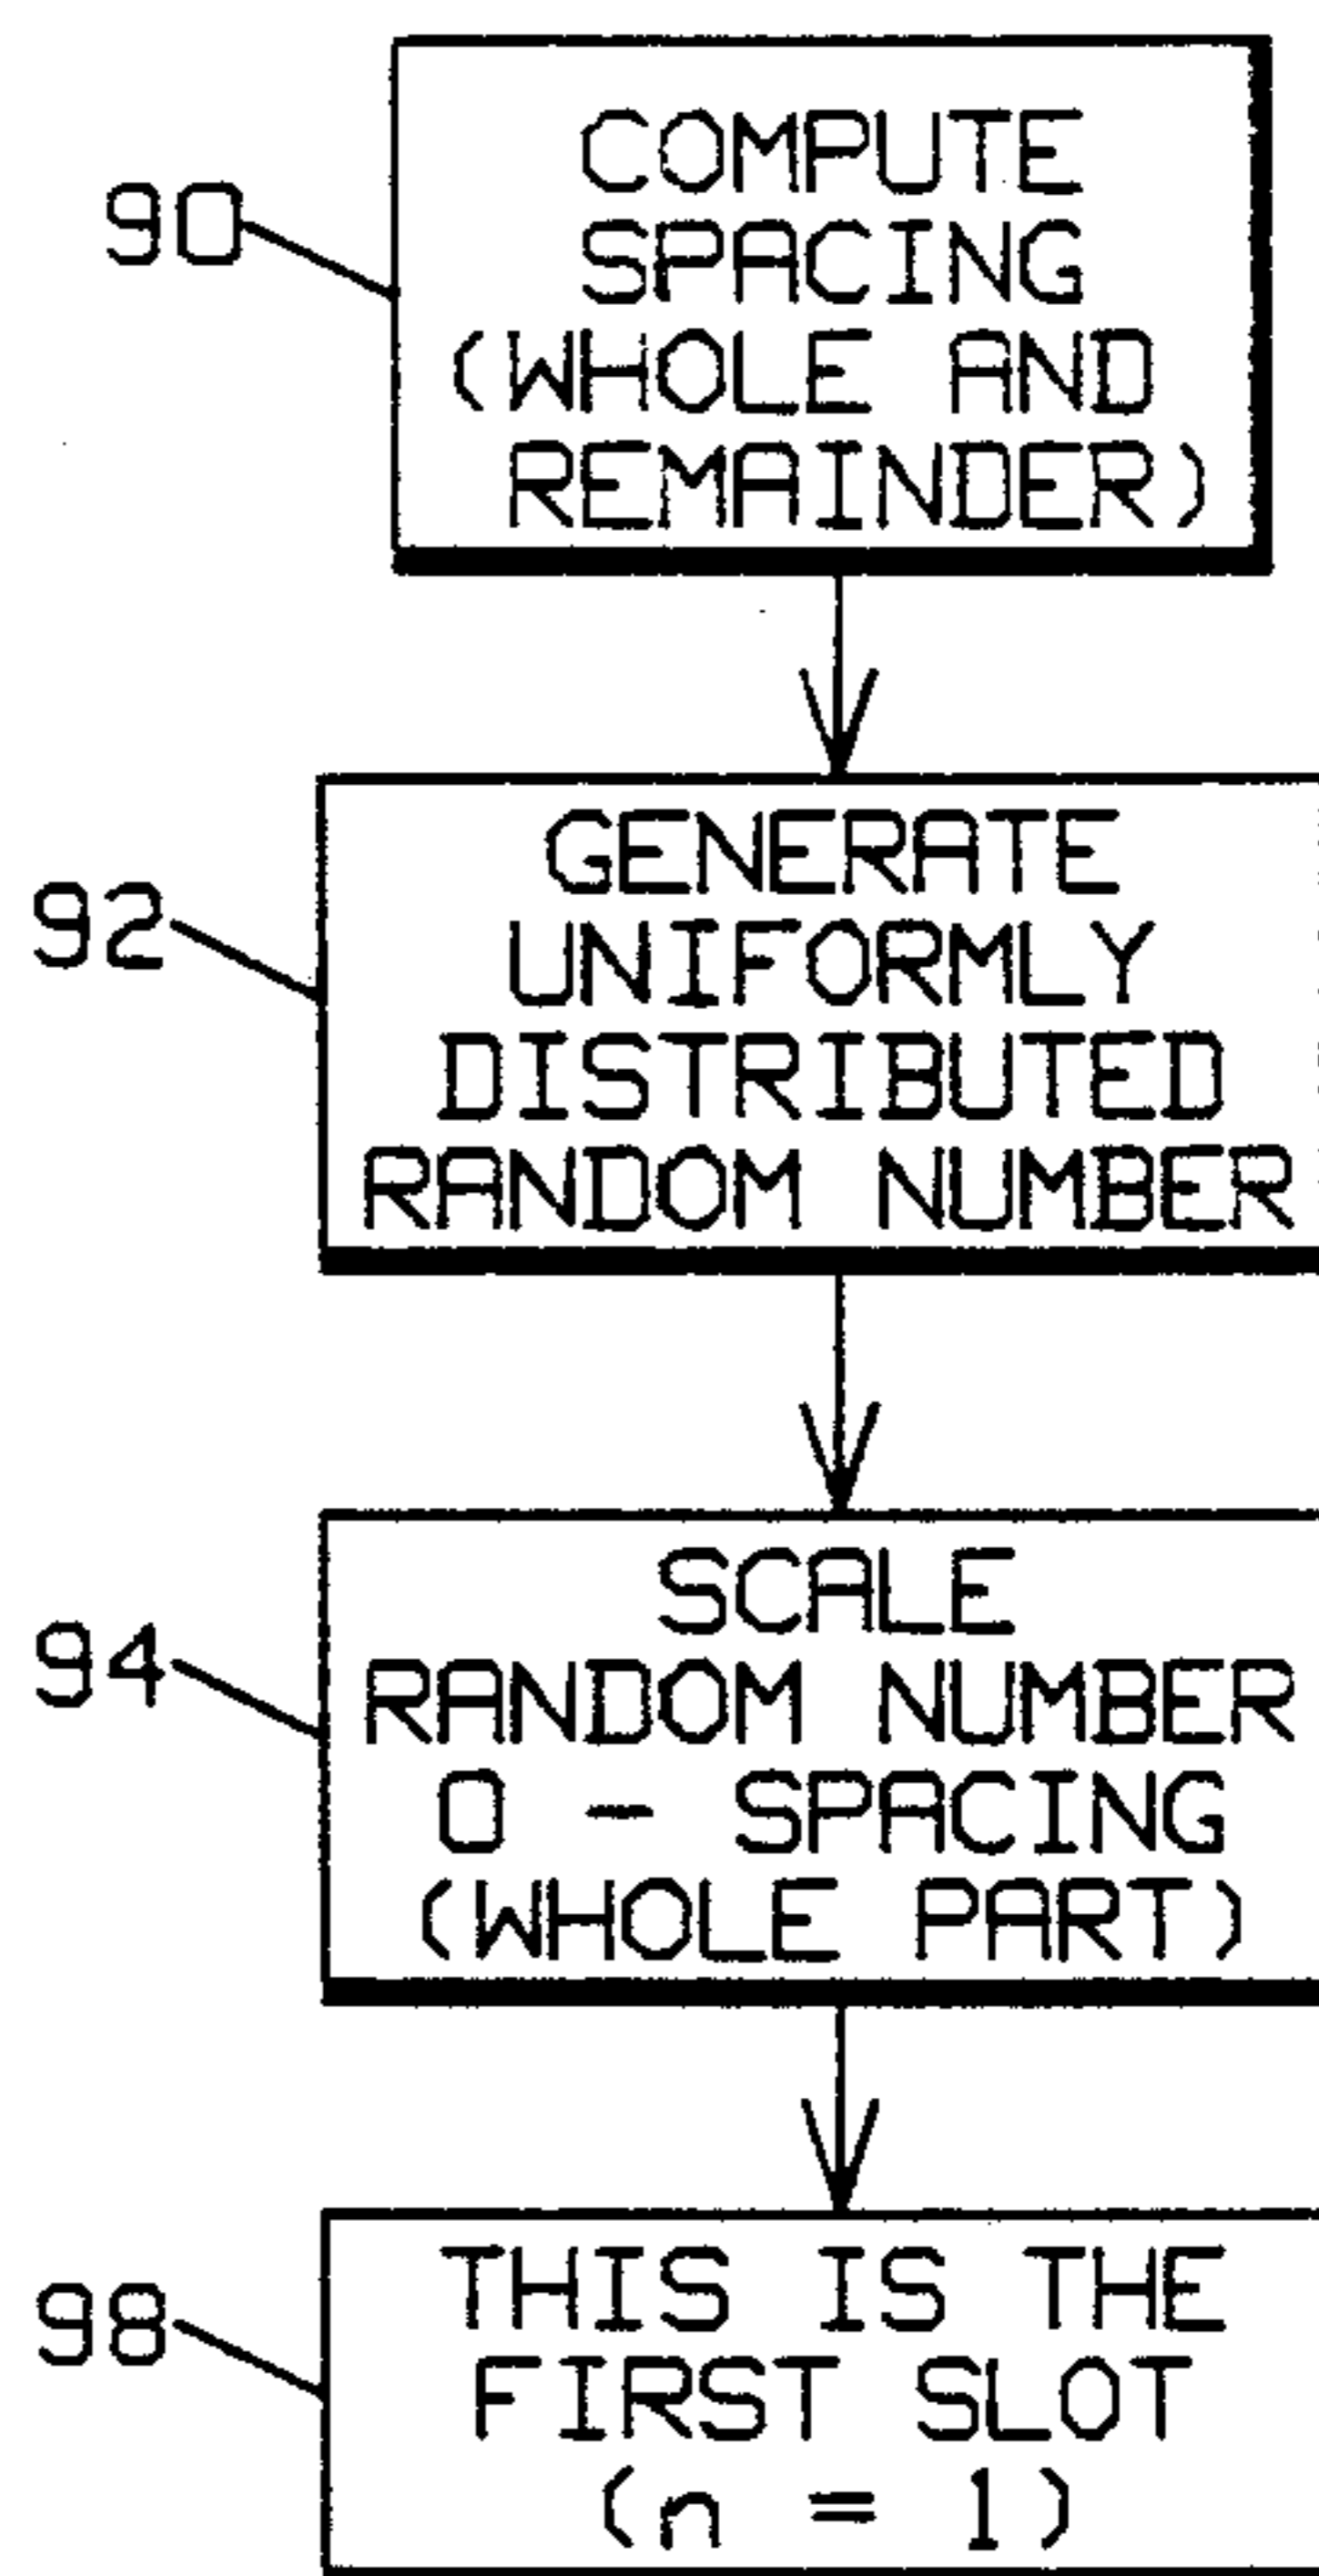 90
COMPUTE
SPACING
(WHOLE AND
REMAINDER)
92
GENERATE
UNIFORMLY
DISTRIBUTED
RANDOM NUMBER
94
SCALE
RANDOM NUMBER
0 - SPACING
(WHOLE PART)
98
THIS IS THE
FIRST SLOT
(n = 1)